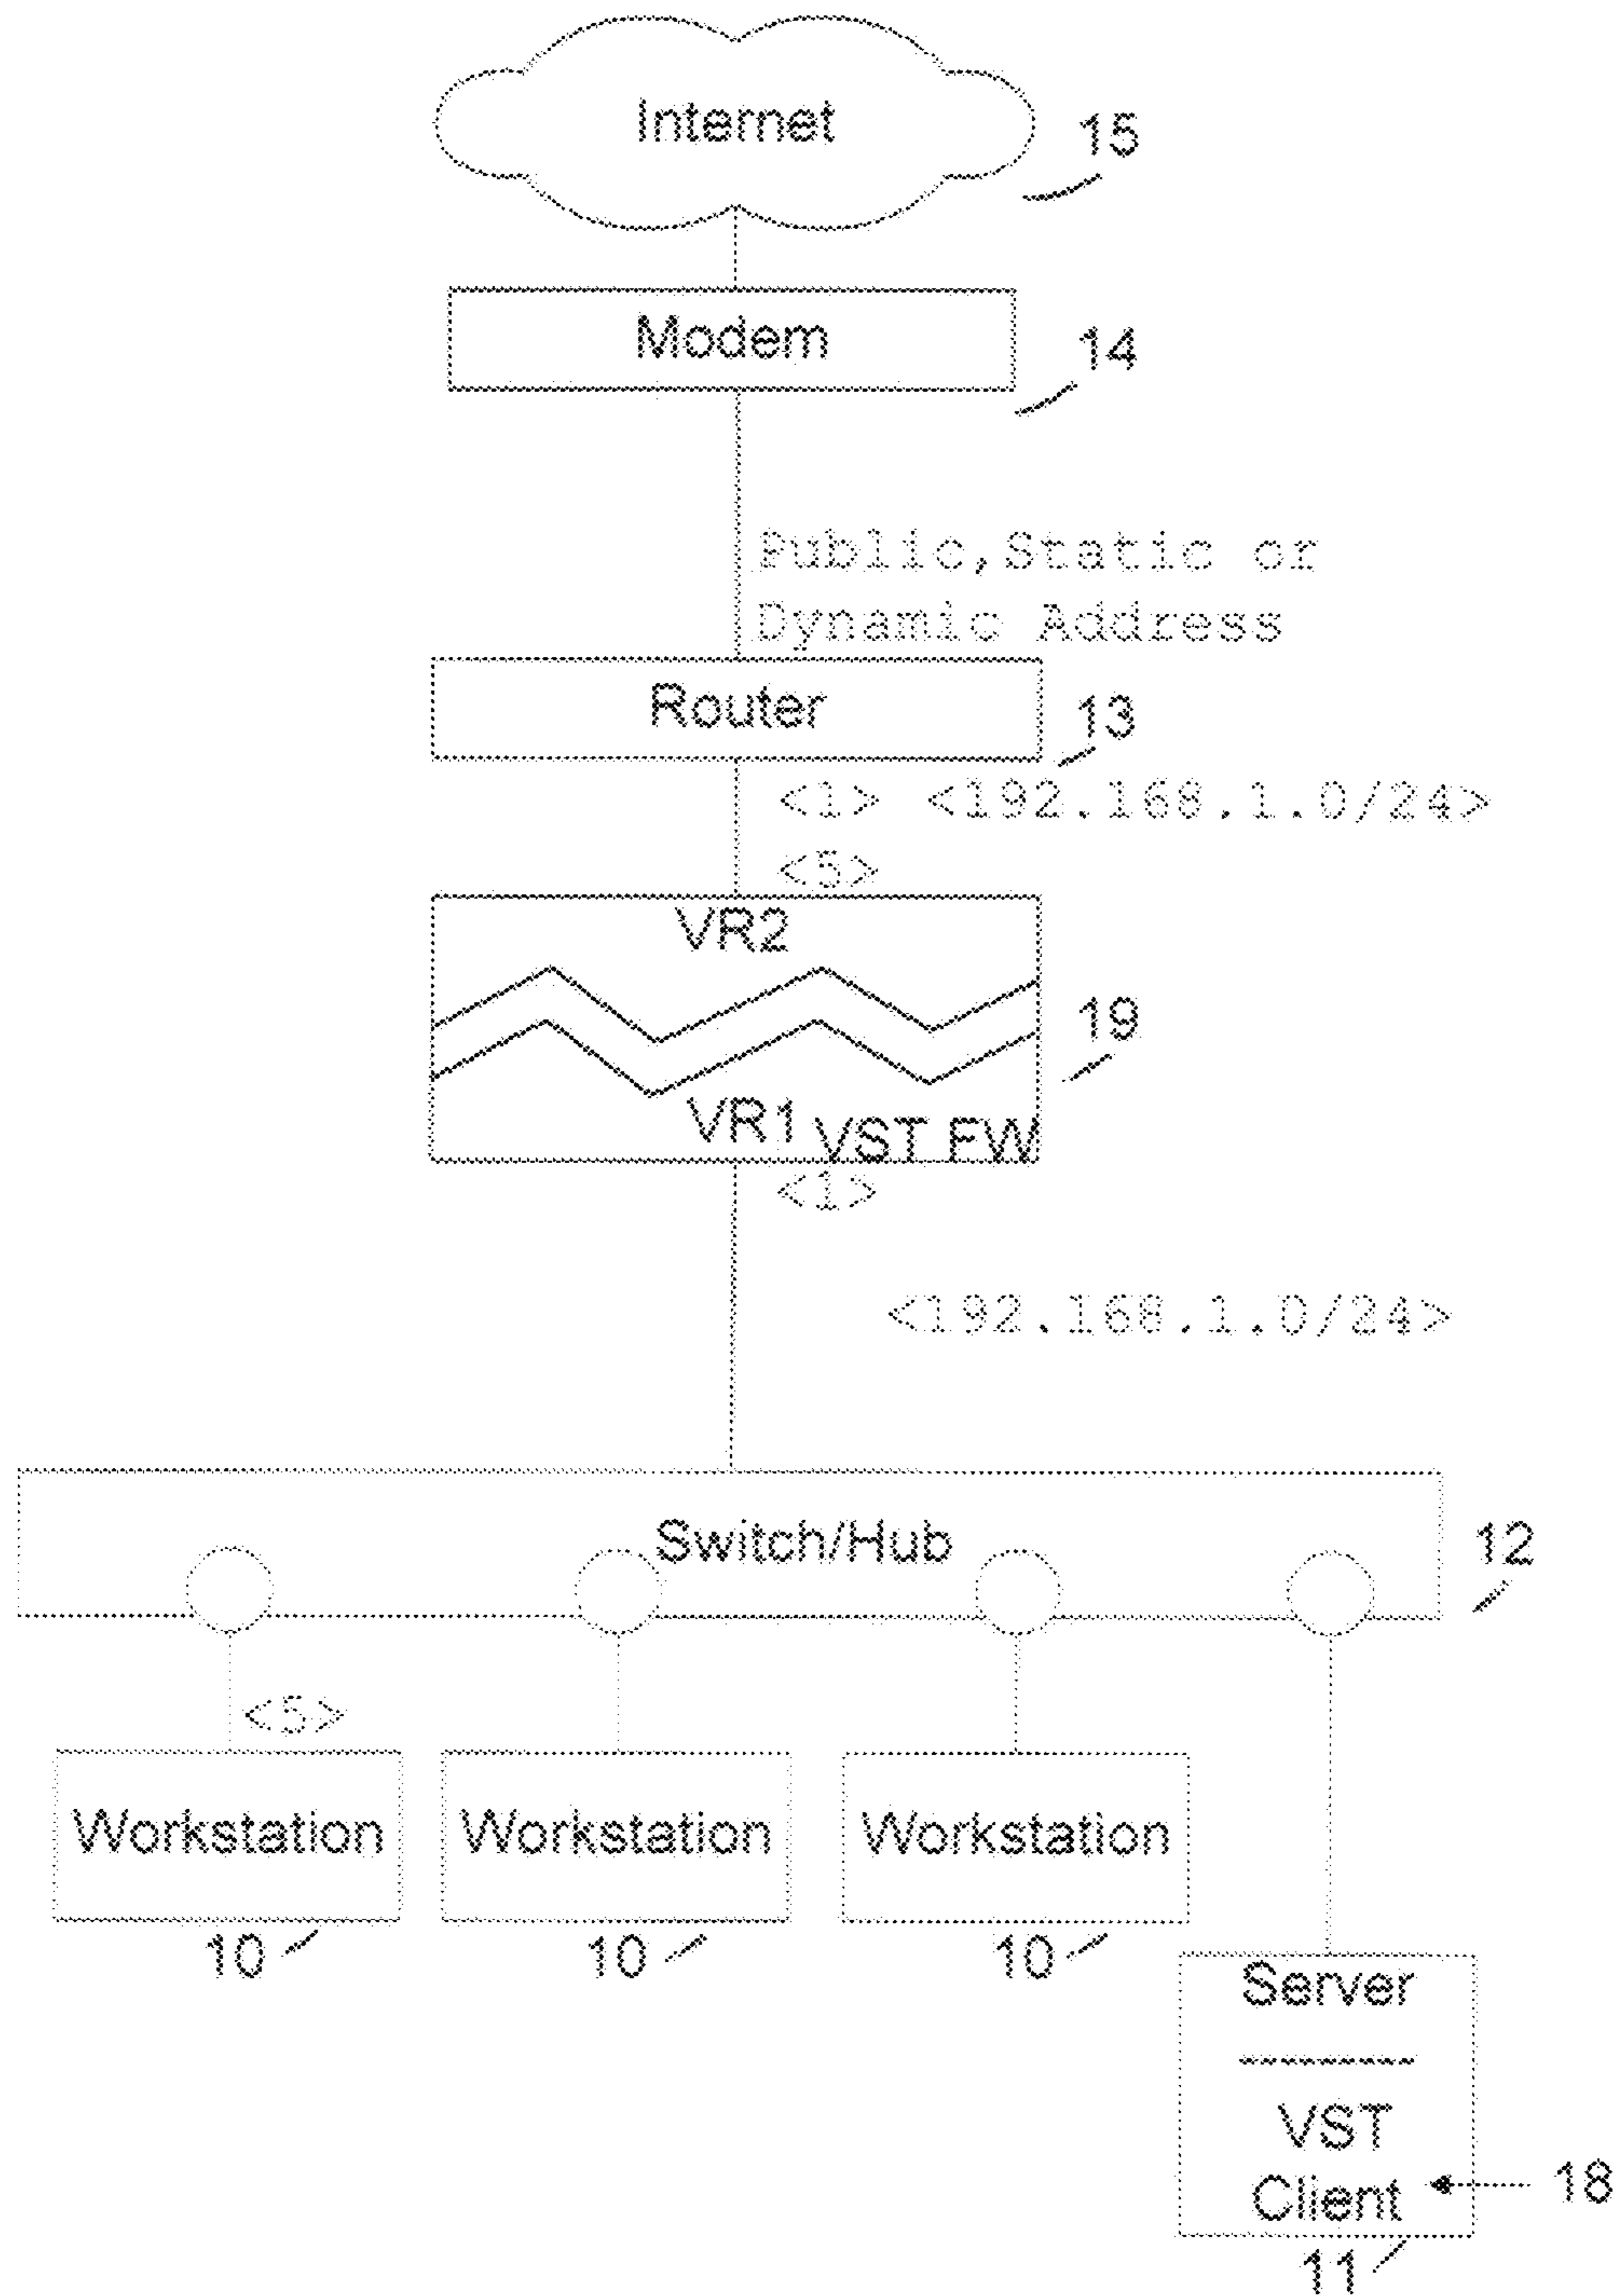 Internet
15
Modem
14
Public,Static or
Dynamic Address
Router
13
<1> <192.168.1.0/24>
<5>
VR2
19
VR1 VST FW
<1>
<192.168.1.0/24>
Switch/Hub
12
<5>
Workstation Workstation Workstation
10 10 10
Server
VST
Client
18
11